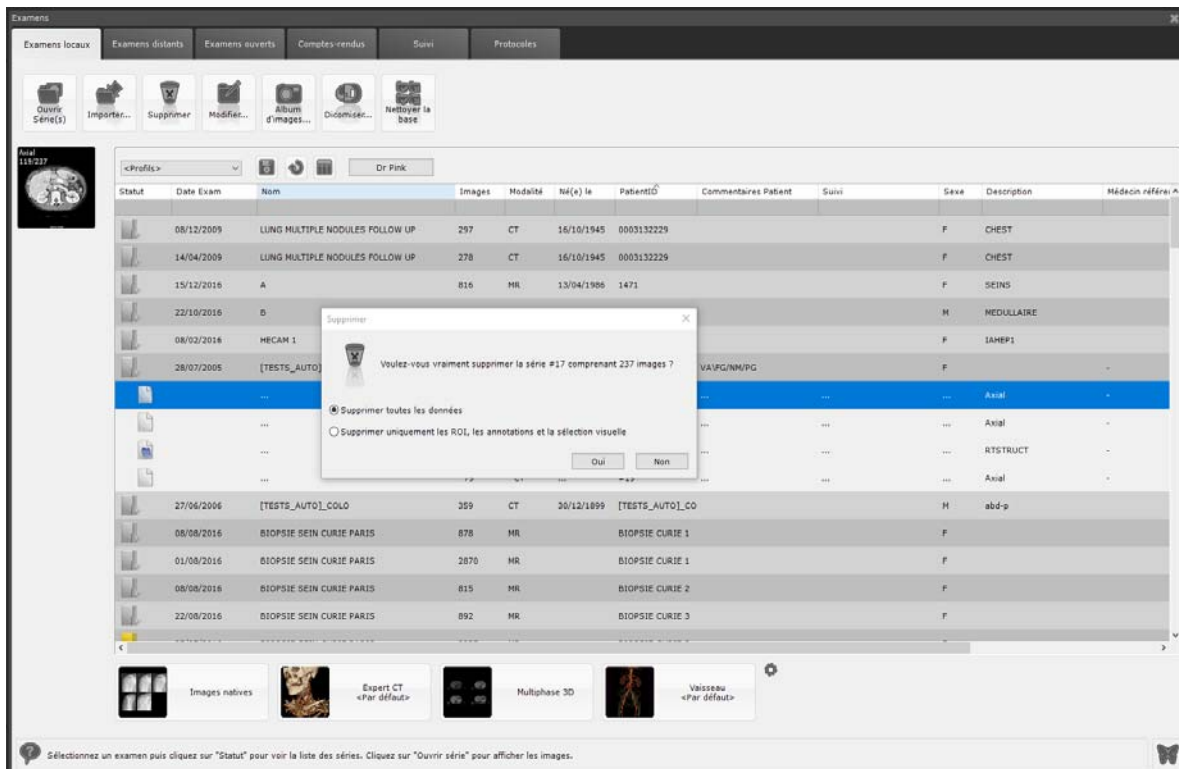 Examens
Examens locaux Examens distants Examens ouverts Comptes-rendus Suivi Protocoles
Ouvrir Série(s) Importer... Supprimer Modifier... Album d'images... Dicomiser... Nettoyer la base
Axial
119/237
<Profils> Dr Pink
Statut Date Exam Nom Images Modalité Né(e) le PatientID Commentaires Patient Suivi Sexe Description Médecin référe
08/12/2009 LUNG MULTIPLE NODULES FOLLOW UP 297 CT 16/10/1945 0003132229 F CHEST
14/04/2009 LUNG MULTIPLE NODULES FOLLOW UP 278 CT 16/10/1945 0003132229 F CHEST
15/12/2016 A 816 MR 13/04/1986 1471 F SEINS
22/10/2016 B M MEDULLAIRE
08/02/2016 HECAM 1 F IAHEP1
28/07/2005 [TESTS_AUTO] VA\FG/NM/PG F -
... ... ... ... Axial -
... ... ... ... Axial -
... ... ... ... RTSTRUCT -
... ... ... ... Axial -
Supprimer
Voulez-vous vraiment supprimer la série #17 comprenant 237 images ?
Supprimer toutes les données
Supprimer uniquement les ROI, les annotations et la sélection visuelle
Oui Non
27/06/2006 [TESTS_AUTO]_COLO 359 CT 30/12/1899 [TESTS_AUTO]_CO M abd-p
08/08/2016 BIOPSIE SEIN CURIE PARIS 878 MR BIOPSIE CURIE 1 F
01/08/2016 BIOPSIE SEIN CURIE PARIS 2870 MR BIOPSIE CURIE 1 F
08/08/2016 BIOPSIE SEIN CURIE PARIS 815 MR BIOPSIE CURIE 2 F
22/08/2016 BIOPSIE SEIN CURIE PARIS 892 MR BIOPSIE CURIE 3 F
Images natives
Expert CT
<Par défaut>
Multiphase 3D
Vaisseau
<Par défaut>
Sélectionnez un examen puis cliquez sur "Statut" pour voir la liste des séries. Cliquez sur "Ouvrir série" pour afficher les images.